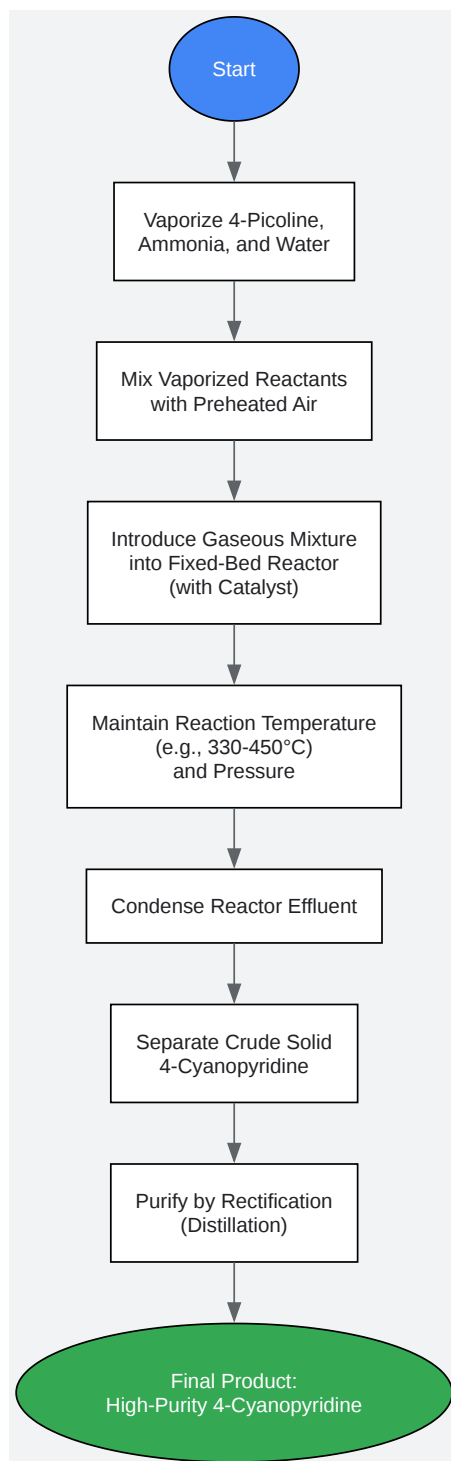 Start
Vaporize 4-Picoline,
Ammonia, and Water
Mix Vaporized Reactants
with Preheated Air
Introduce Gaseous Mixture
into Fixed-Bed Reactor
(with Catalyst)
Maintain Reaction Temperature
(e.g., 330-450°C)
and Pressure
Condense Reactor Effluent
Separate Crude Solid
4-Cyanopyridine
Purify by Rectification
(Distillation)
Final Product:
High-Purity 4-Cyanopyridine